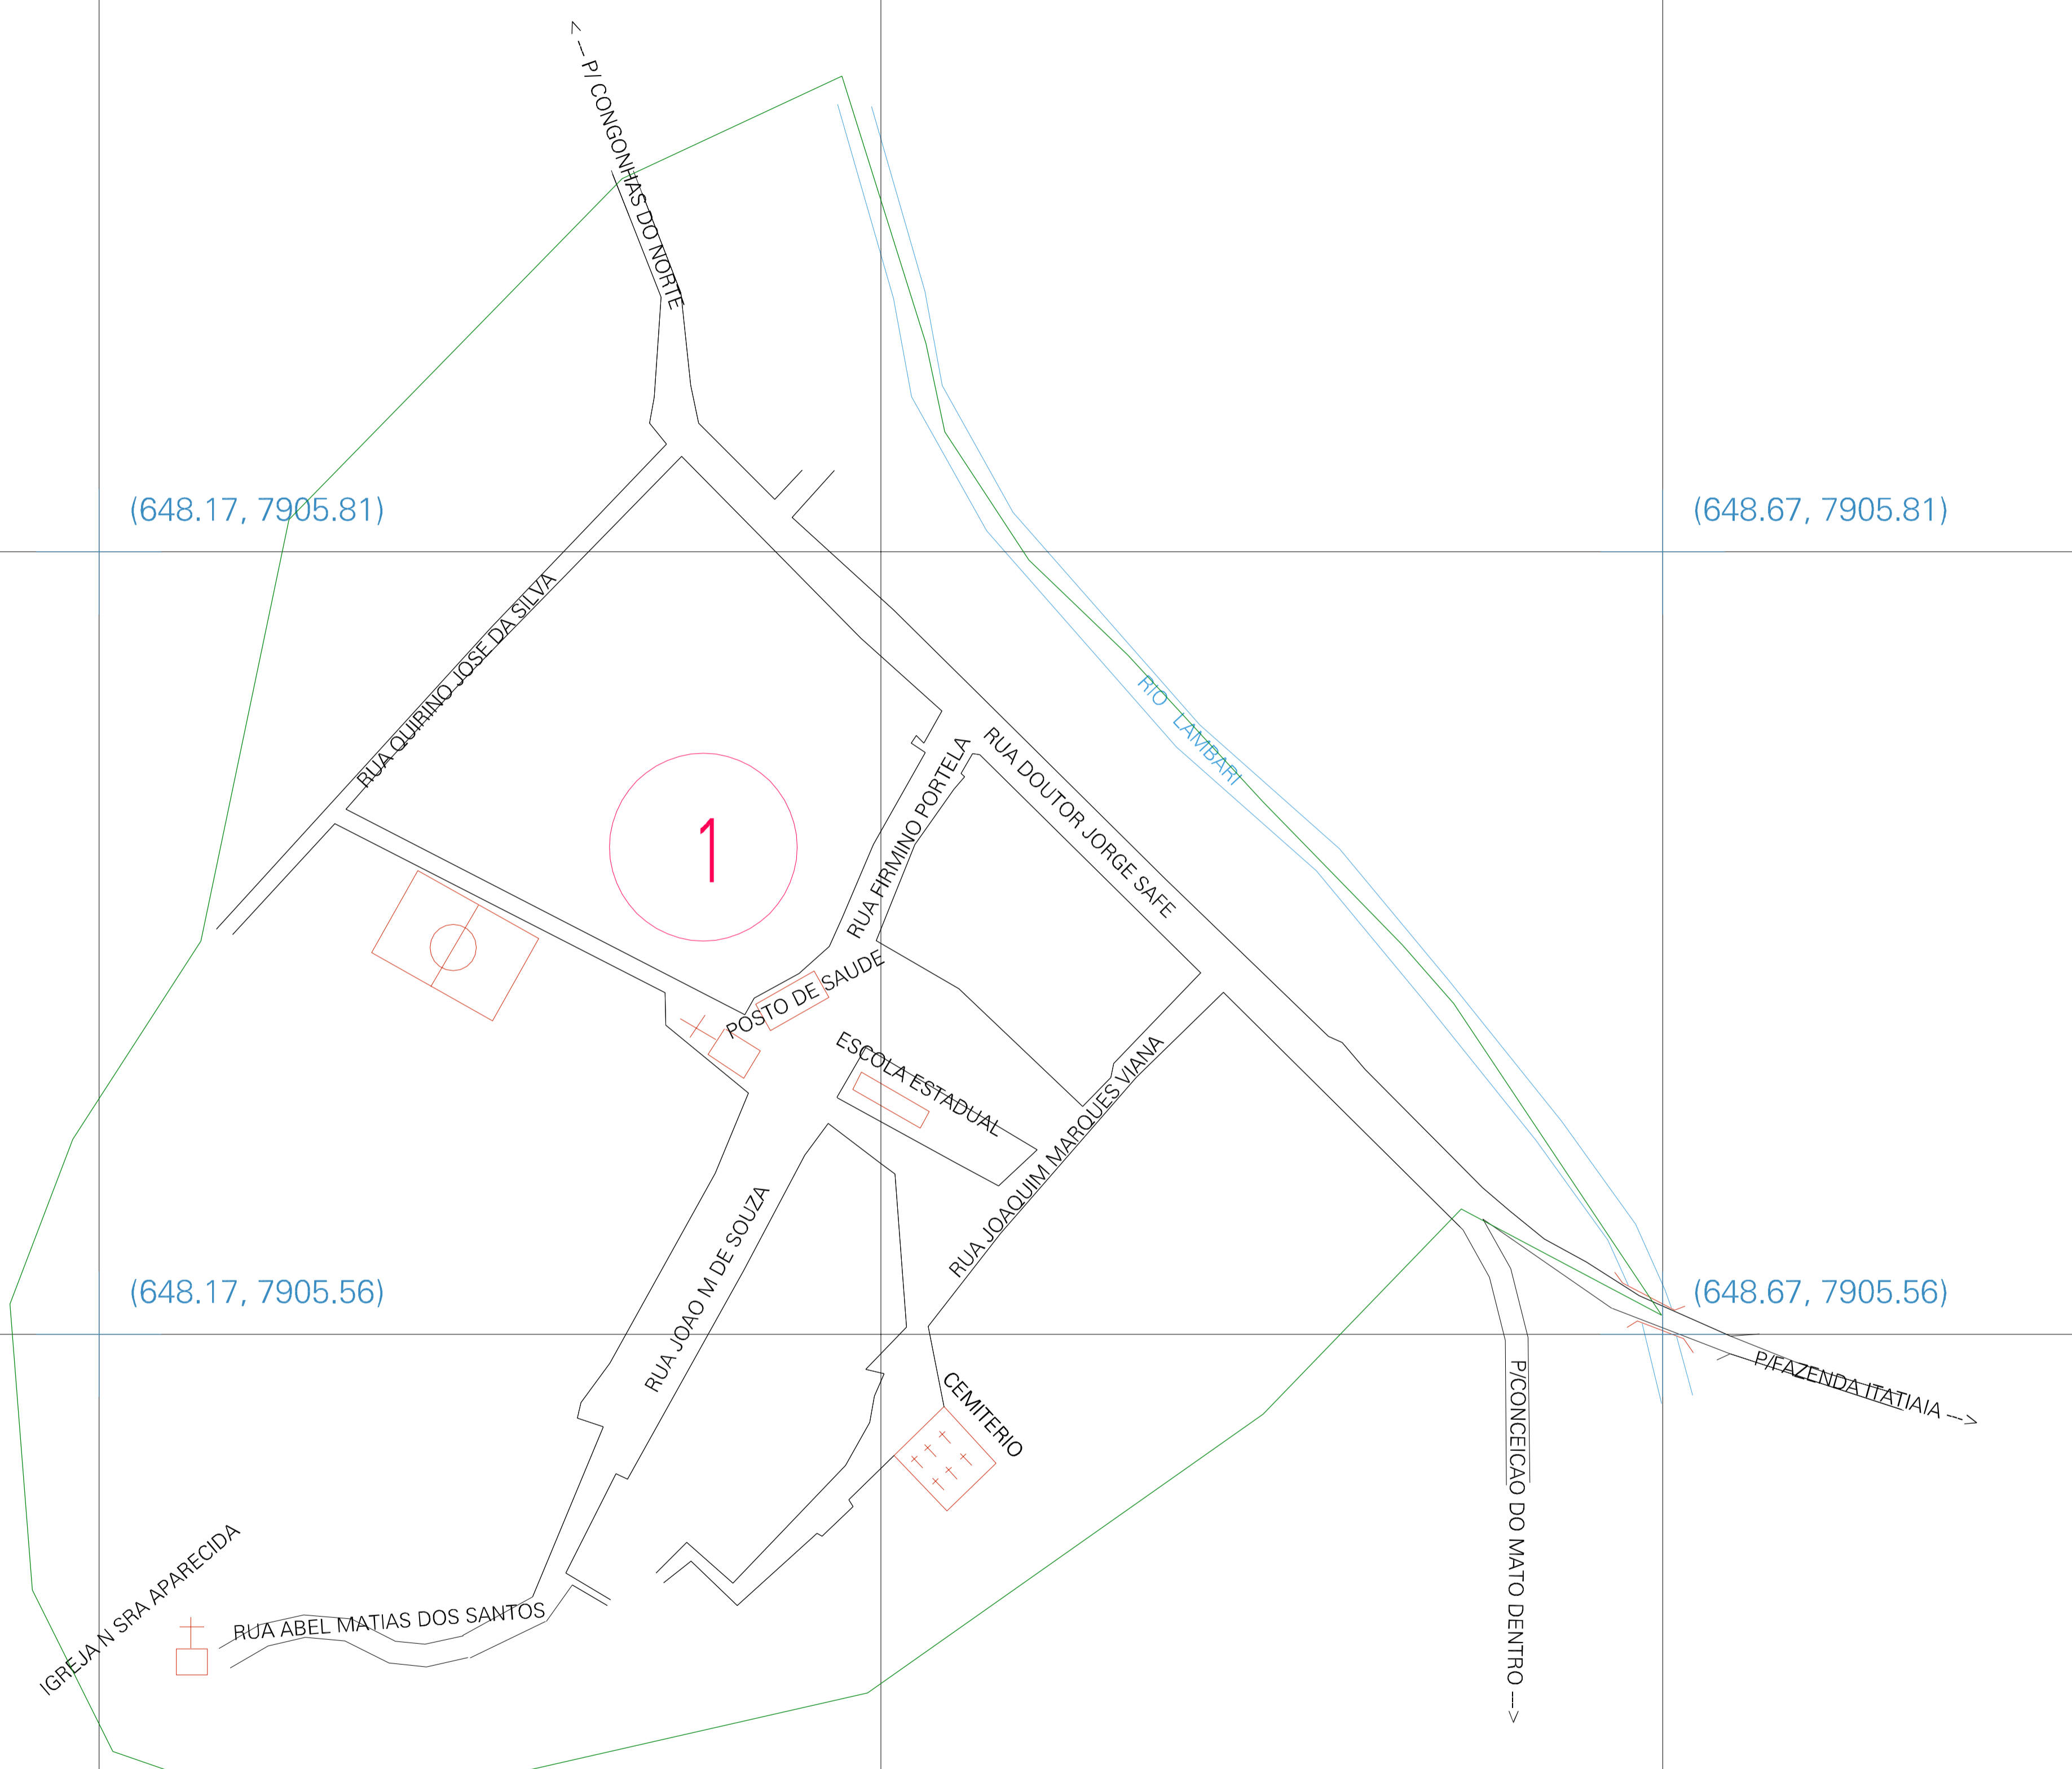 <--- P/ CONGONHAS DO NORTE
(648.17, 7905.81)
(648.67, 7905.81)
RUA QUIRINO JOSE DA SILVA
RIO LAMBARI
RUA DOUTOR JORGE SAFE
RUA FIRMINO PORTELA
1
POSTO DE SAUDE
ESCOLA ESTADUAL
RUA JOAQUIM MARQUES VIANA
RUA JOAO M DE SOUZA
(648.17, 7905.56)
(648.67, 7905.56)
P/FAZENDA ITATIAIA --->
CEMITERIO
P/CONCEICAO DO MATO DENTRO --->
IGREJA N SRA APARECIDA
RUA ABEL MATIAS DOS SANTOS